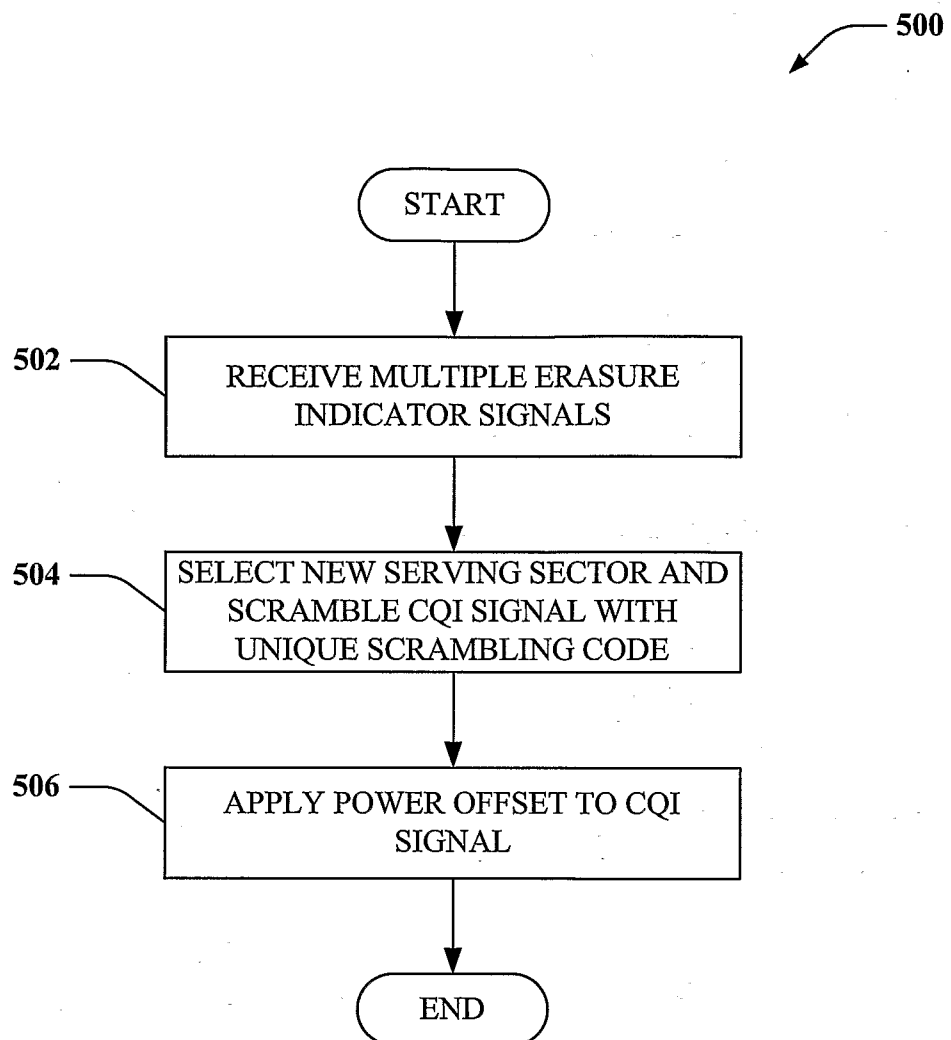 500
START
502
RECEIVE MULTIPLE ERASURE
INDICATOR SIGNALS
504
SELECT NEW SERVING SECTOR AND
SCRAMBLE CQI SIGNAL WITH
UNIQUE SCRAMBLING CODE
506
APPLY POWER OFFSET TO CQI
SIGNAL
END